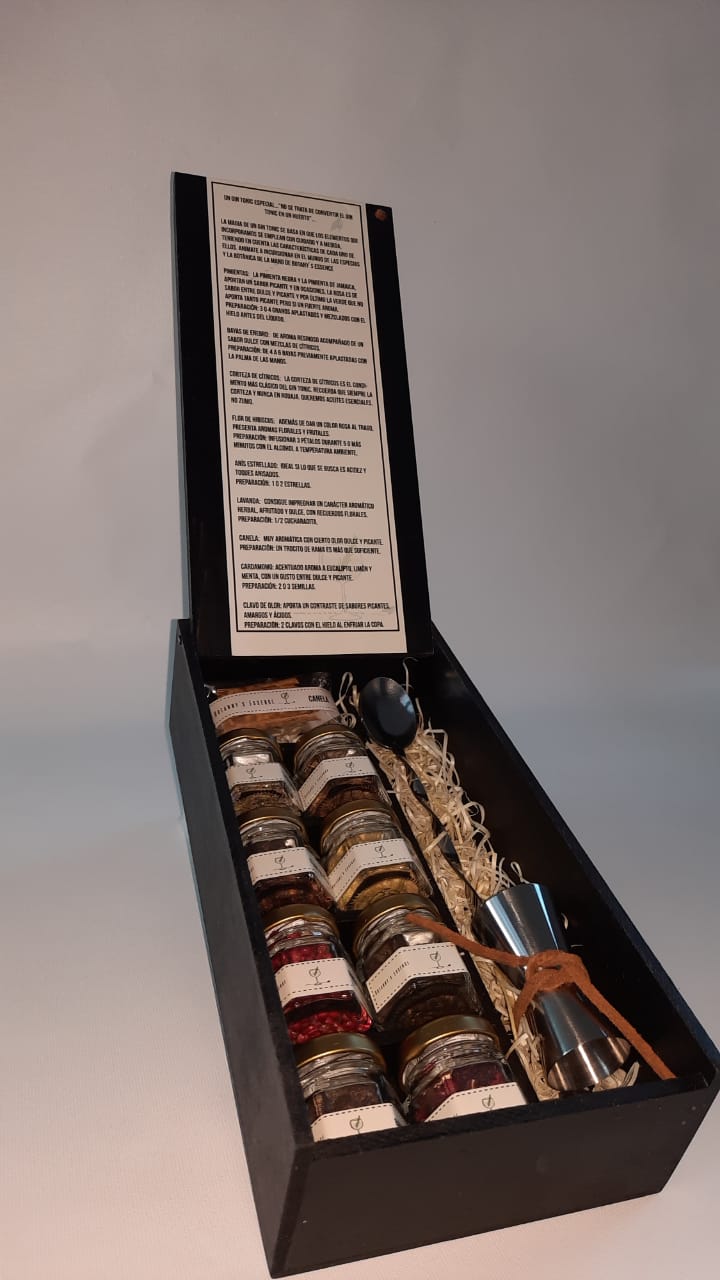 UN GIN TONIC ESPECIAL..."NO SE TRATA DE CONVERTIR EL GIN
TONIC EN UN HUERTO"...
LA MAGIA DE UN GIN TONIC SE BASA EN QUE LOS ELEMENTOS QUE
INCORPORAMOS SE EMPLEAN CON CUIDADO Y A MEDIDA,
TENIENDO EN CUENTA LAS CARACTERÍSTICAS DE CADA UNO DE
ELLOS. ANIMATE A INCURSIONAR EN EL MUNDO DE LAS ESPECIAS
Y LA BOTÁNICA DE LA MANO DE BOTANY´S ESSENCE
PIMIENTAS: LA PIMIENTA NEGRA Y LA PIMIENTA DE JAMAICA,
APORTAN UN SABOR PICANTE Y EN OCASIONES, LA ROSA ES DE
SABOR ENTRE DULCE Y PICANTE Y POR ÚLTIMO LA VERDE QUE NO
APORTA TANTO PICANTE PERO SI UN FUERTE AROMA.
PREPARACIÓN: 3 O 4 GRANOS APLASTADOS Y MEZCLADOS CON EL
HIELO ANTES DEL LÍQUIDO.
BAYAS DE ENEBRO: DE AROMA RESINOSO ACOMPAÑADO DE UN
SABOR DULCE CON MEZCLAS DE CÍTRICOS.
PREPARACIÓN: DE 4 A 6 BAYAS PREVIAMENTE APLASTADAS CON
LA PALMA DE LAS MANOS.
CORTEZA DE CÍTRICOS: LA CORTEZA DE CÍTRICOS ES EL CONDI-
MENTO MÁS CLÁSICO DEL GIN TONIC. RECUERDA QUE SIEMPRE LA
CORTEZA Y NUNCA EN RODAJA. QUEREMOS ACEITES ESENCIALES,
NO ZUMO.
FLOR DE HIBISCUS: ADEMÁS DE DAR UN COLOR ROSA AL TRAGO,
PRESENTA AROMAS FLORALES Y FRUTALES.
PREPARACIÓN: INFUSIONAR 3 PÉTALOS DURANTE 5 O MÁS
MINUTOS CON EL ALCOHOL A TEMPERATURA AMBIENTE.
ANÍS ESTRELLADO: IDEAL SI LO QUE SE BUSCA ES ACIDEZ Y
TOQUES ANISADOS.
PREPARACIÓN: 1 O 2 ESTRELLAS.
LAVANDA: CONSIGUE IMPREGNAR UN CARÁCTER AROMÁTICO
HERBAL, AFRUTADO Y DULCE, CON RECUERDOS FLORALES.
PREPARACIÓN: 1/2 CUCHARADITA.
CANELA: MUY AROMÁTICA CON CIERTO OLOR DULCE Y PICANTE.
PREPARACIÓN: UN TROCITO DE RAMA ES MÁS QUE SUFICIENTE.
CARDAMOMO: ACENTUADO AROMA A EUCALIPTO, LIMÓN Y
MENTA, CON UN GUSTO ENTRE DULCE Y PICANTE.
PREPARACIÓN: 2 O 3 SEMILLAS.
CLAVO DE OLOR: APORTA UN CONTRASTE DE SABORES PICANTES,
AMARGOS Y ÁCIDOS.
PREPARACIÓN: 2 CLAVOS CON EL HIELO AL ENFRIAR LA COPA.
CANELA